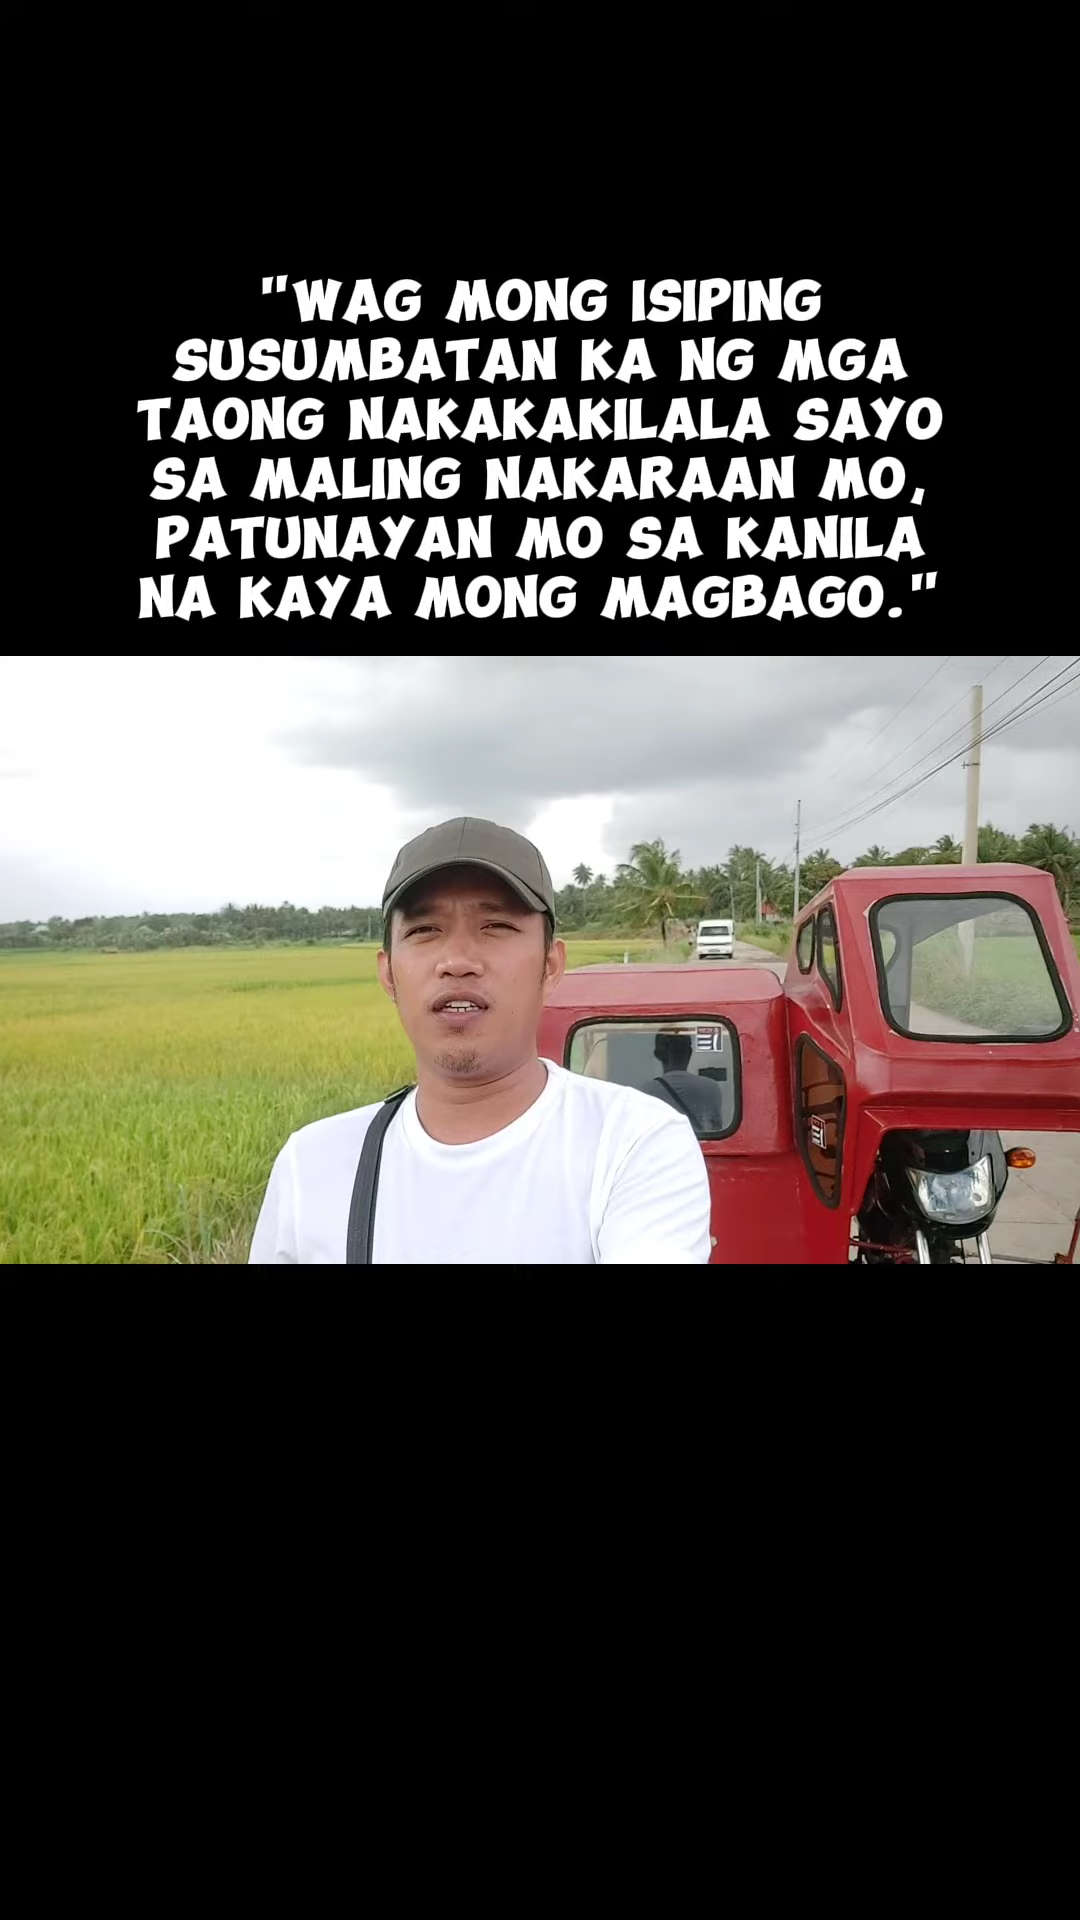 "WAG MONG ISIPING
SUSUMBATAN KA NG MGA
TAONG NAKAKAKILALA SAYO
SA MALING NAKARAAN MO,
PATUNAYAN MO SA KANILA
NA KAYA MONG MAGBAGO."